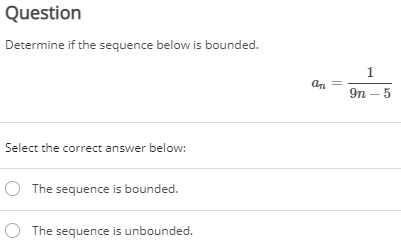 Question
Determine if the sequence below is bounded.
aₙ = 1 / (9n − 5)
Select the correct answer below:
The sequence is bounded.
The sequence is unbounded.